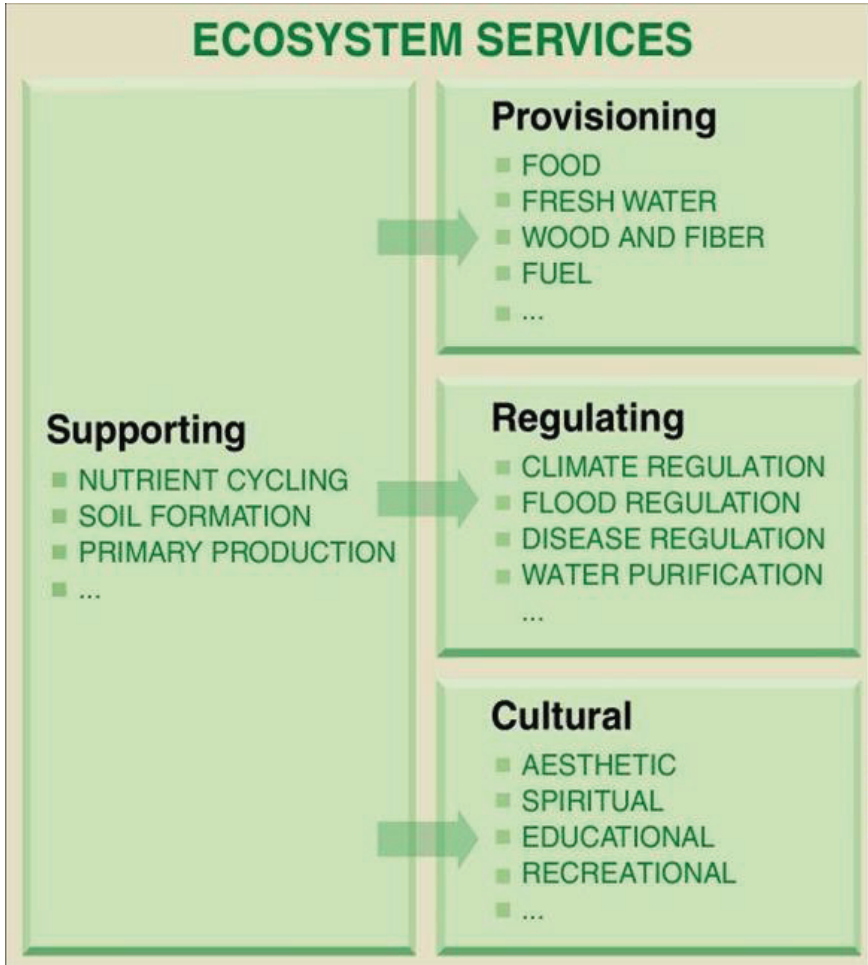 ECOSYSTEM SERVICES
Supporting
NUTRIENT CYCLING
SOIL FORMATION
PRIMARY PRODUCTION
...
Provisioning
FOOD
FRESH WATER
WOOD AND FIBER
FUEL
...
Regulating
CLIMATE REGULATION
FLOOD REGULATION
DISEASE REGULATION
WATER PURIFICATION
...
Cultural
AESTHETIC
SPIRITUAL
EDUCATIONAL
RECREATIONAL
...